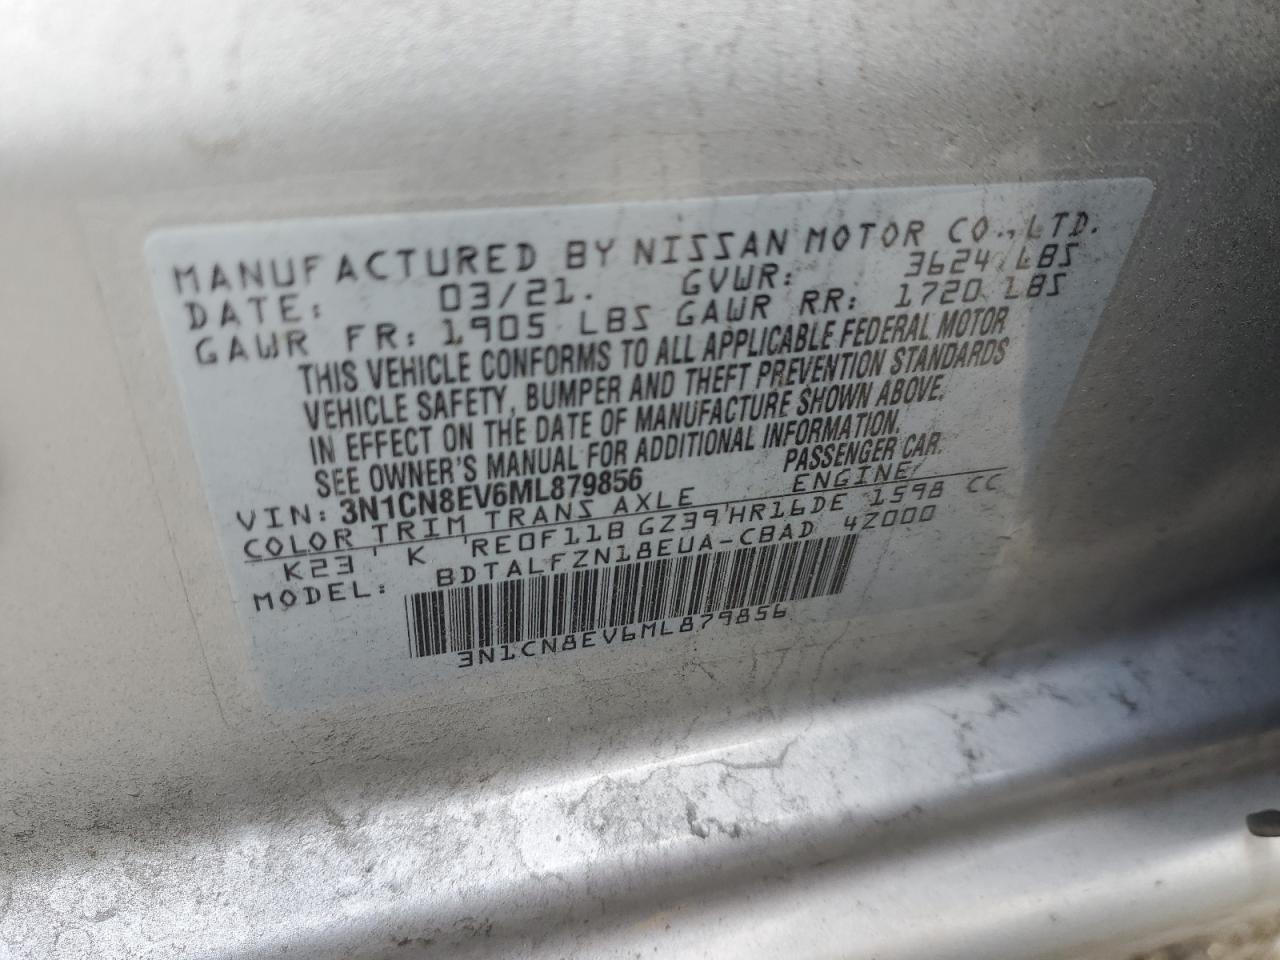 MANUFACTURED BY NISSAN MOTOR CO., LTD.
DATE: 03/21. GVWR: 3624 LBS
GAWR FR: 1905 LBS GAWR RR: 1720 LBS
THIS VEHICLE CONFORMS TO ALL APPLICABLE FEDERAL MOTOR
VEHICLE SAFETY, BUMPER AND THEFT PREVENTION STANDARDS
IN EFFECT ON THE DATE OF MANUFACTURE SHOWN ABOVE.
SEE OWNER'S MANUAL FOR ADDITIONAL INFORMATION.
VIN: 3N1CN8EV6ML879856 PASSENGER CAR.
COLOR TRIM TRANS AXLE ENGINE
K23 K RE0F11B GZ39 HR16DE 1598 CC
MODEL: BDTALFZN18EUA-CBAD 4Z000
3N1CN8EV6ML879856